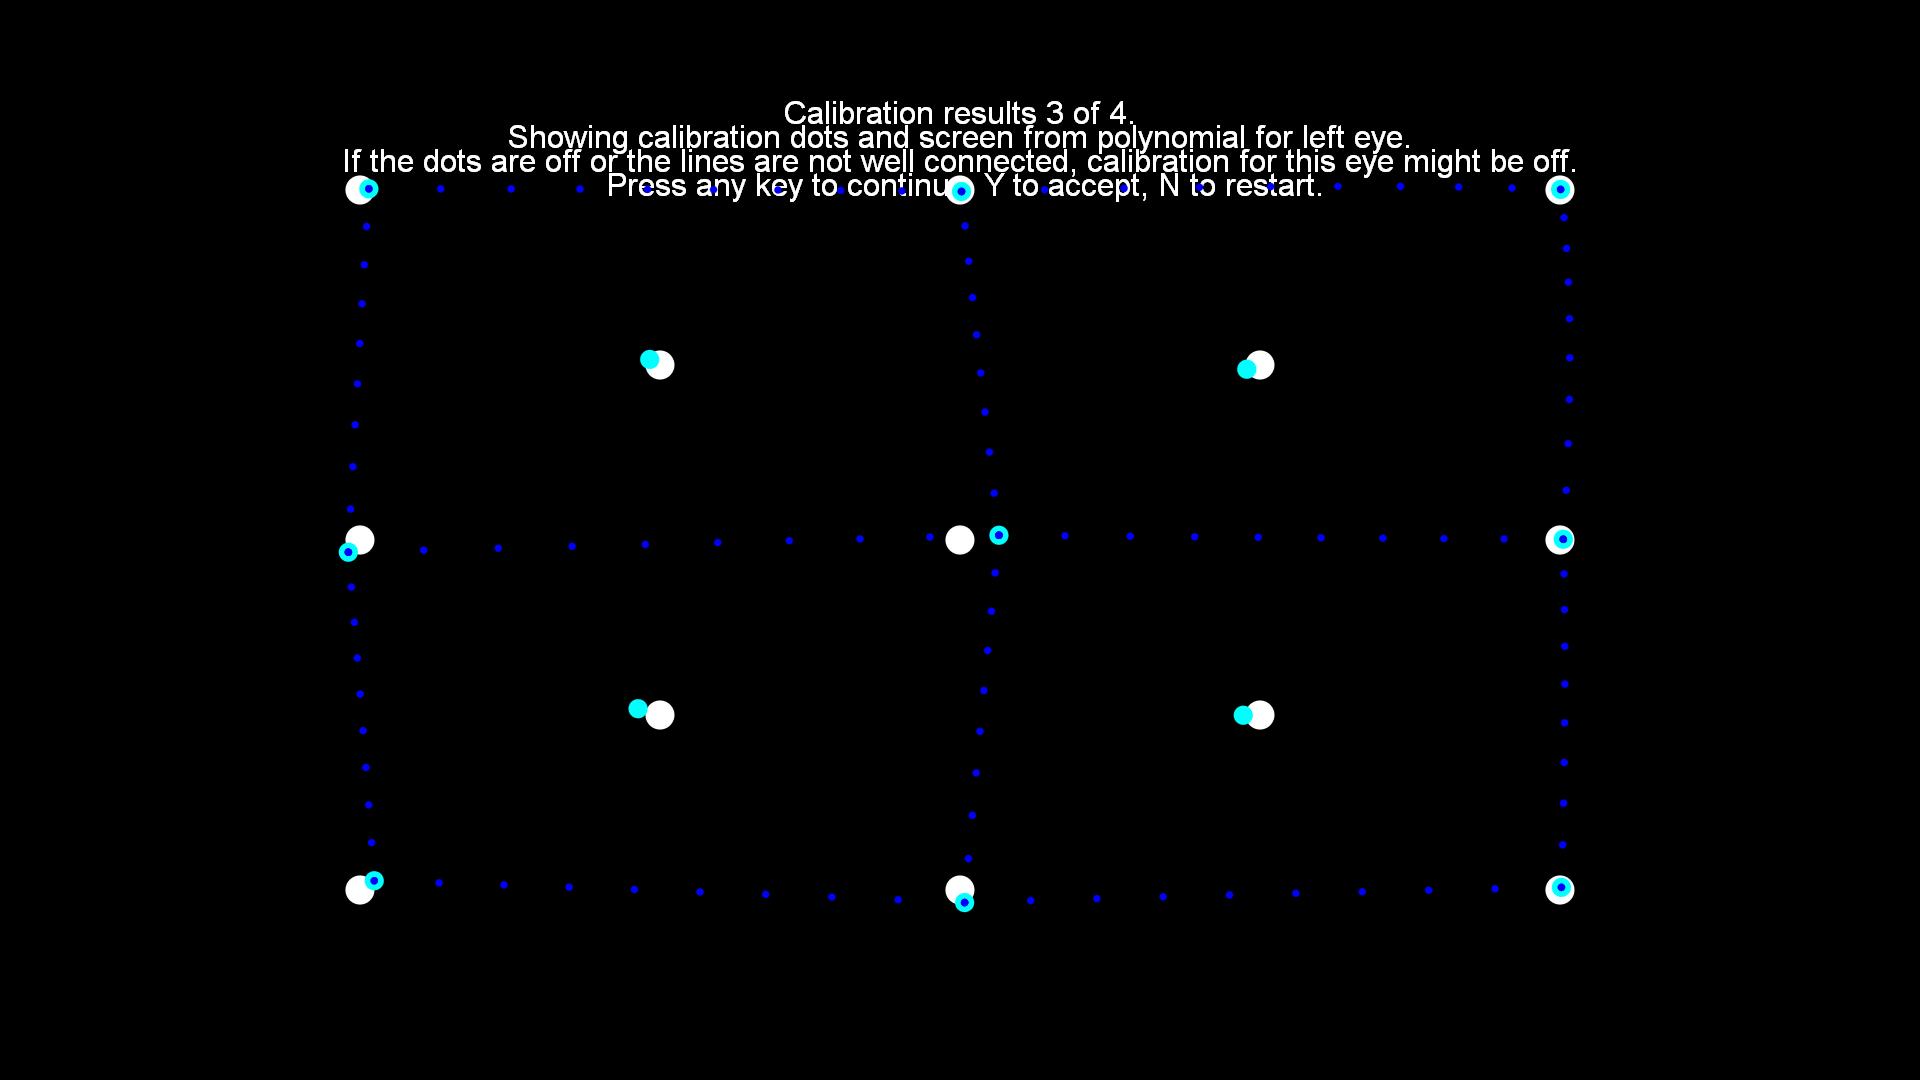 Calibration results 3 of 4.
Showing calibration dots and screen from polynomial for left eye.
If the dots are off or the lines are not well connected, calibration for this eye might be off.
Press any key to continue, Y to accept, N to restart.